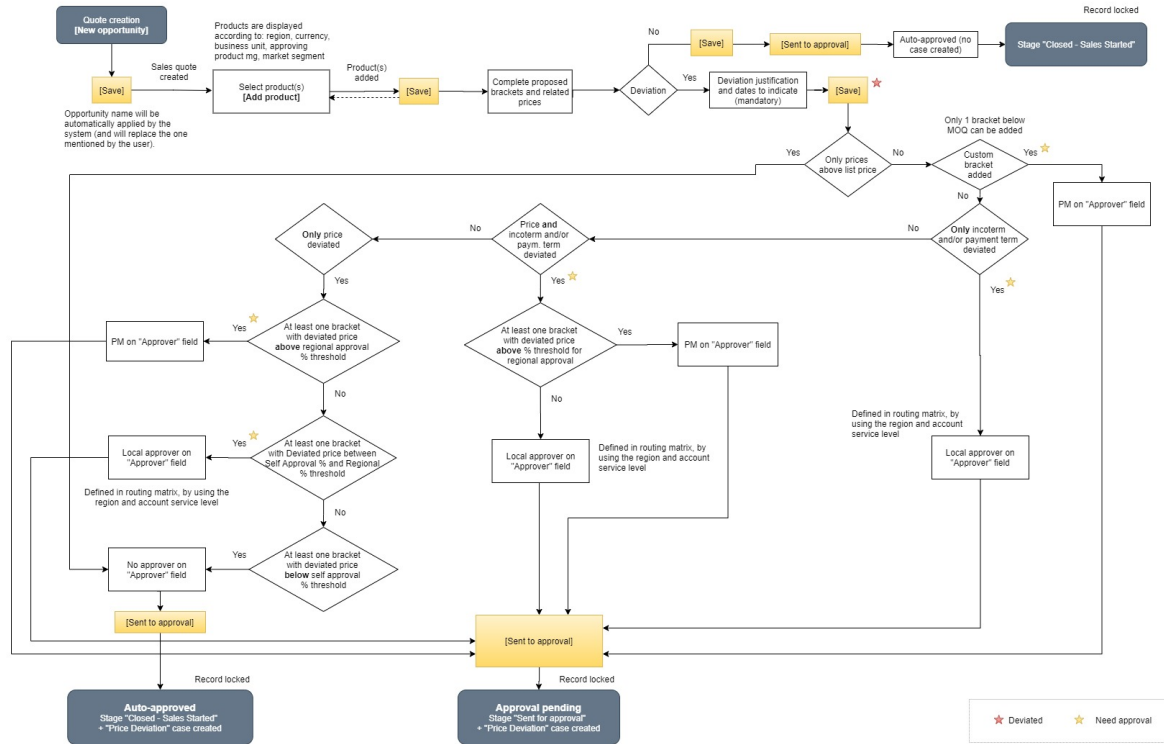 Record locked
Quote creation
[New opportunity]
Products are displayed
according to: region, currency,
business unit, approving
product mg, market segment
No
[Save]
[Sent to approval]
Auto-approved (no
case created)
Stage "Closed - Sales Started"
Sales quote
created
Product(s)
added
[Save]
Select product(s)
[Add product]
[Save]
Complete proposed
brackets and related
prices
Deviation
Yes
Deviation justification
and dates to indicate
(mandatory)
[Save]
Opportunity name will be
automatically applied by the
system (and will replace the one
mentioned by the user).
Only 1 bracket below
MOQ can be added
Yes
Only prices
above list price
No
Custom
bracket
added
Yes
PM on "Approver" field
No
Only price
deviated
No
Price and
incoterm and/or
paym. term
deviated
No
Only incoterm
and/or payment term
deviated
Yes
Yes
Yes
At least one bracket
with deviated price
above regional approval
% threshold
Yes
PM on "Approver" field
At least one bracket
with deviated price
above % threshold for
regional approval
Yes
PM on "Approver" field
No
No
Defined in routing matrix, by
using the region and account
service level
Local approver on
"Approver" field
Yes
At least one bracket
with Deviated price between
Self Approval % and Regional
% threshold
Local approver on
"Approver" field
Defined in routing matrix, by
using the region and account
service level
Local approver on
"Approver" field
Defined in routing matrix, by using the
region and account service level
No
No approver on
"Approver" field
Yes
At least one bracket
with deviated price
below self approval
% threshold
[Sent to approval]
[Sent to approval]
Record locked
Record locked
Auto-approved
Stage "Closed - Sales Started"
+ "Price Deviation" case created
Approval pending
Stage "Sent for approval"
+ "Price Deviation" case created
Deviated
Need approval